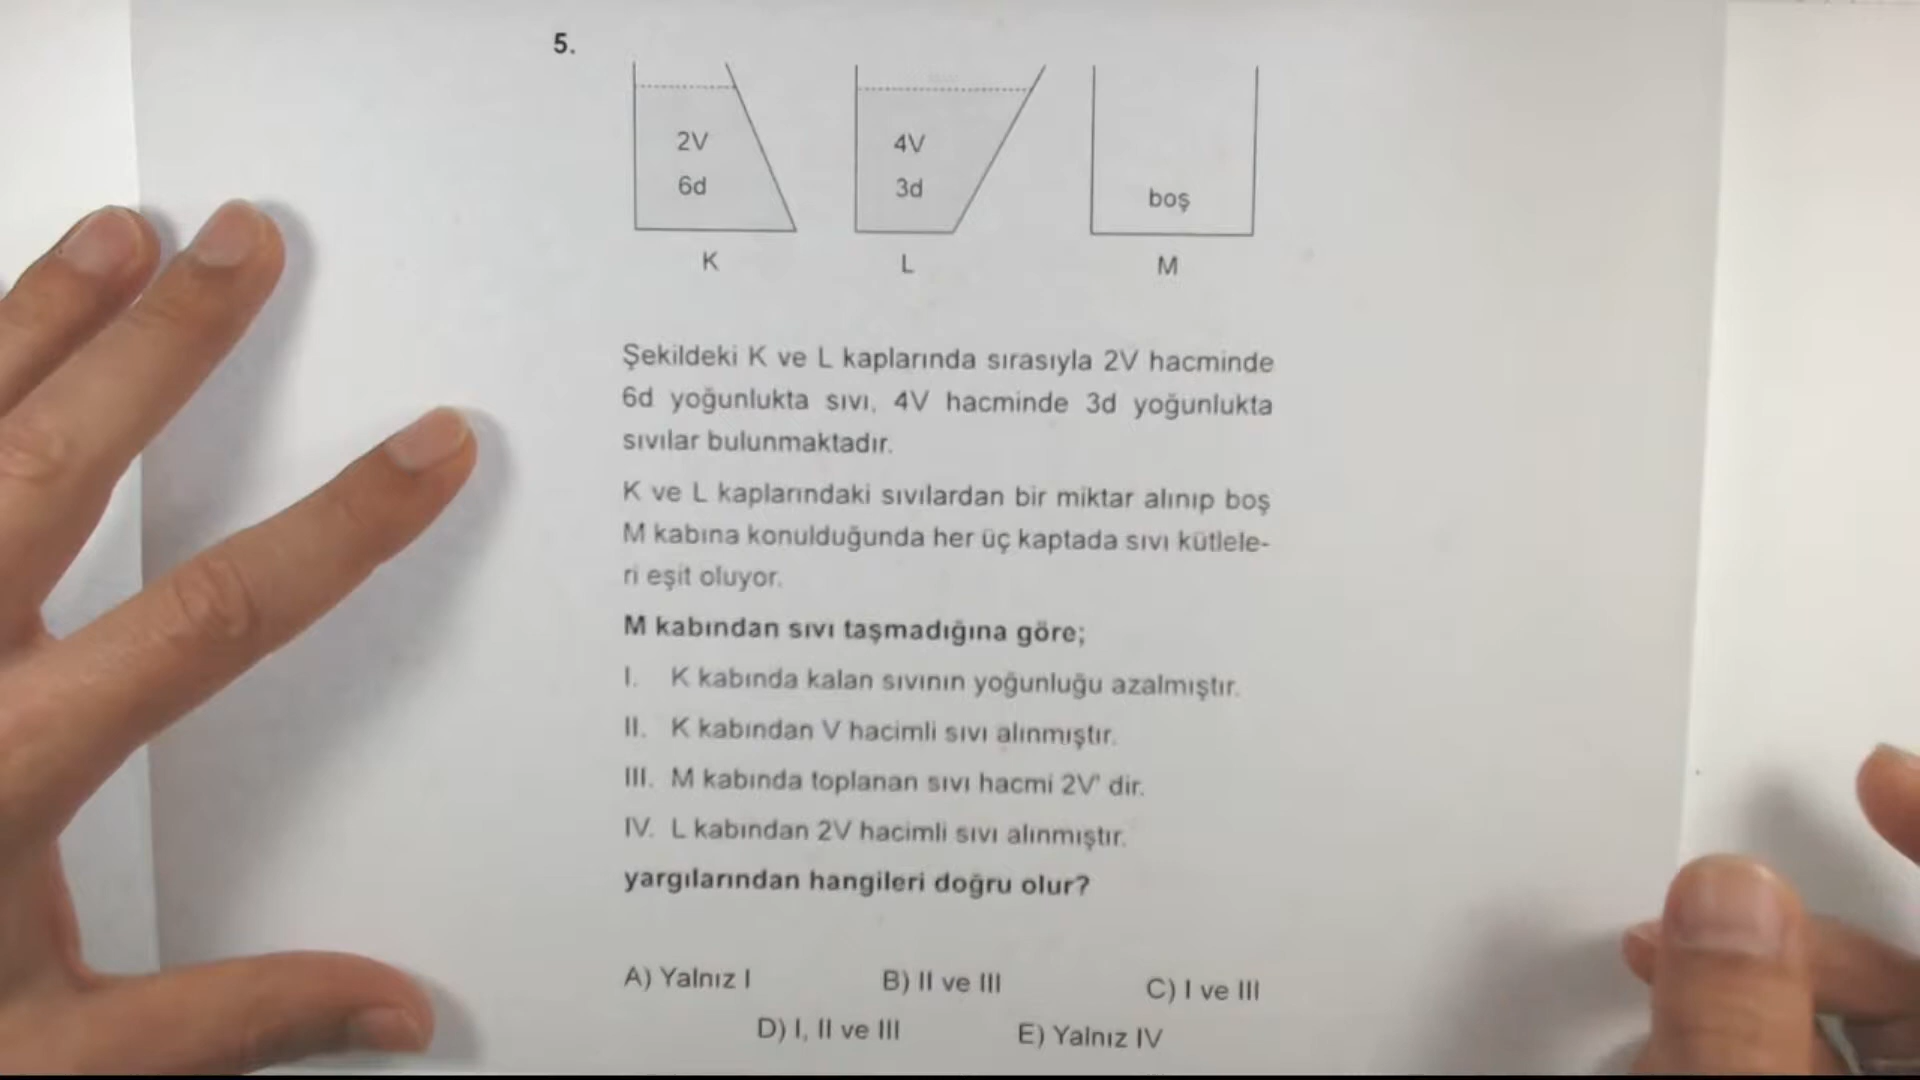 5.
2V
6d
K
4V
3d
L
boş
M
Şekildeki K ve L kaplarında sırasıyla 2V hacminde
6d yoğunlukta sıvı, 4V hacminde 3d yoğunlukta
sıvılar bulunmaktadır.
K ve L kaplarındaki sıvılardan bir miktar alınıp boş
M kabına konulduğunda her üç kaptada sıvı kütlele-
ri eşit oluyor.
M kabından sıvı taşmadığına göre;
I. K kabında kalan sıvının yoğunluğu azalmıştır.
II. K kabından V hacimli sıvı alınmıştır.
III. M kabında toplanan sıvı hacmi 2V' dir.
IV. L kabından 2V hacimli sıvı alınmıştır.
yargılarından hangileri doğru olur?
A) Yalnız I B) II ve III C) I ve III
D) I, II ve III E) Yalnız IV